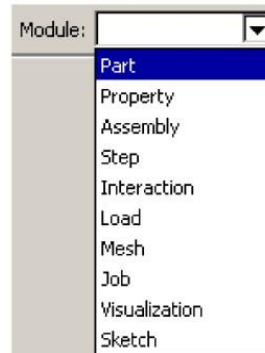 Module:
Part
Property
Assembly
Step
Interaction
Load
Mesh
Job
Visualization
Sketch